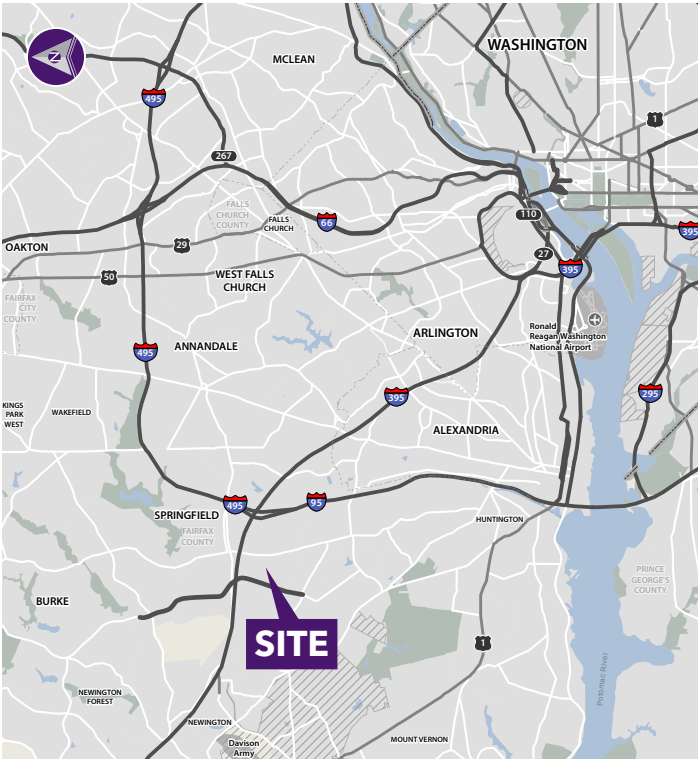 WASHINGTON
MCLEAN
Z
495
1
267
FALLS
CHURCH
COUNTY
FALLS
CHURCH
66
110
395
OAKTON
29
27
395
50
WEST FALLS
CHURCH
FAIRFAX
CITY
COUNTY
Ronald
Reagan Washington
National Airport
ARLINGTON
495
ANNANDALE
395
295
KINGS
PARK
WEST
WAKEFIELD
ALEXANDRIA
495
95
SPRINGFIELD
FAIRFAX
COUNTY
HUNTINGTON
PRINCE
GEORGE'S
COUNTY
BURKE
SITE
1
Potomac River
NEWINGTON
FOREST
NEWINGTON
Davison
Army
MOUNT VERNON